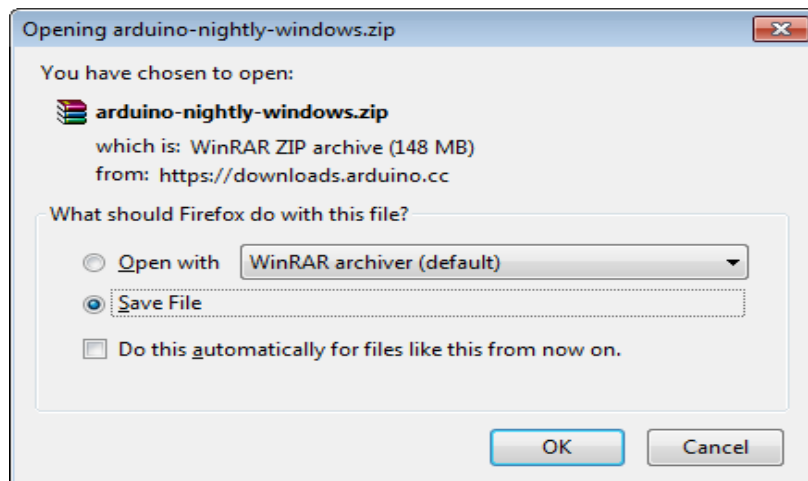 Opening arduino-nightly-windows.zip
You have chosen to open:
arduino-nightly-windows.zip
which is: WinRAR ZIP archive (148 MB)
from: https://downloads.arduino.cc
What should Firefox do with this file?
Open with WinRAR archiver (default)
Save File
Do this automatically for files like this from now on.
OK Cancel